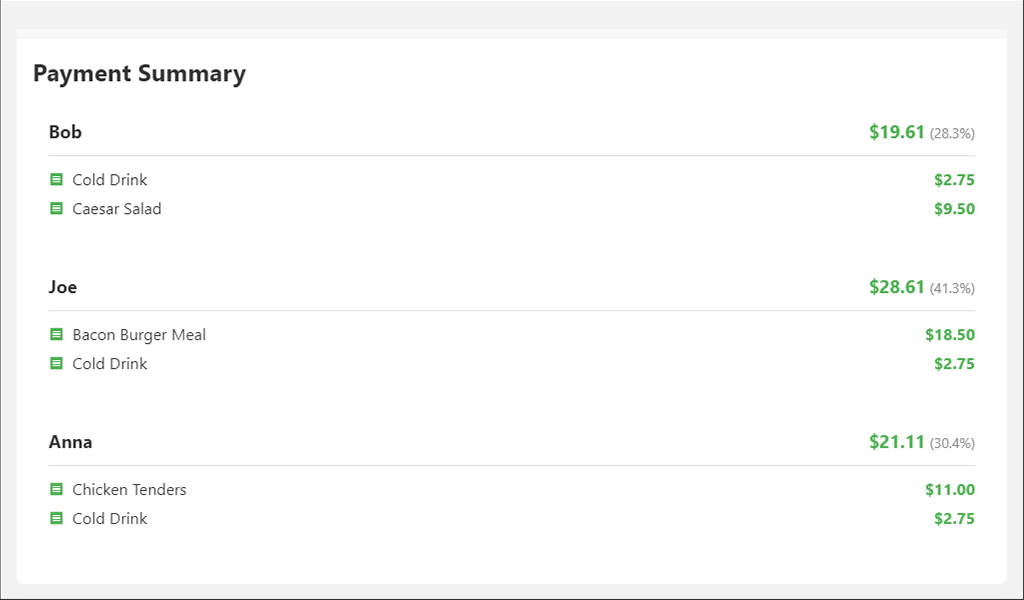 Payment Summary
Bob $19.61 (28.3%)
Cold Drink $2.75
Caesar Salad $9.50
Joe $28.61 (41.3%)
Bacon Burger Meal $18.50
Cold Drink $2.75
Anna $21.11 (30.4%)
Chicken Tenders $11.00
Cold Drink $2.75